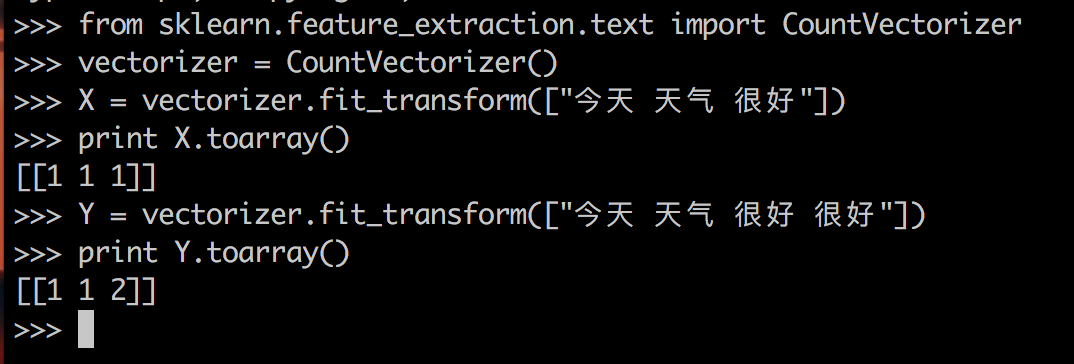 >>> from sklearn.feature_extraction.text import CountVectorizer
>>> vectorizer = CountVectorizer()
>>> X = vectorizer.fit_transform(["今天 天气 很好"])
>>> print X.toarray()
[[1 1 1]]
>>> Y = vectorizer.fit_transform(["今天 天气 很好 很好"])
>>> print Y.toarray()
[[1 1 2]]
>>>